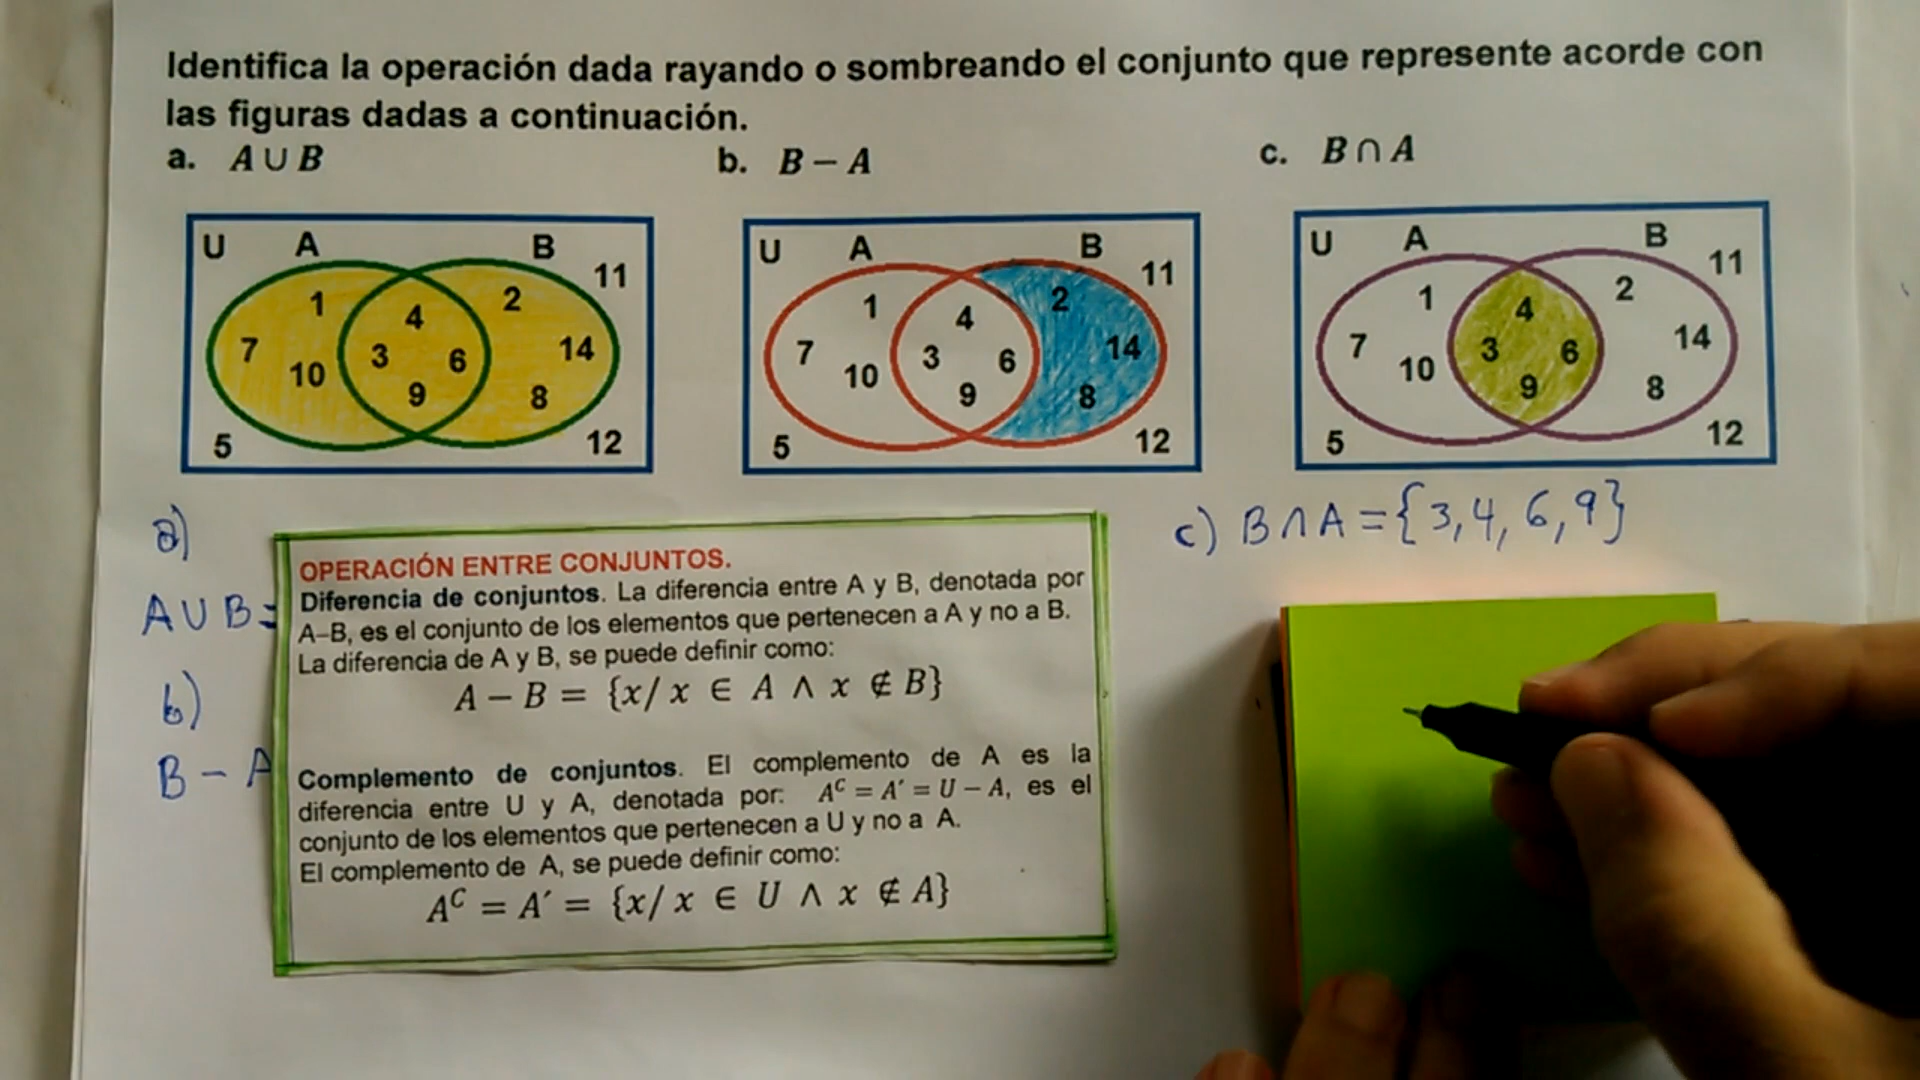 Identifica la operación dada rayando o sombreando el conjunto que represente acorde con
las figuras dadas a continuación.
a. A ∪ B
b. B − A
c. B ∩ A
U A B
11
1 4 2
7 3 6 14
10 9 8
5 12
U A B
11
1 4 2
7 3 6 14
10 9 8
5 12
U A B
11
1 4 2
7 3 6 14
10 9 8
5 12
a)
A ∪ B =
b)
B − A
c) B ∩ A = {3, 4, 6, 9}
OPERACIÓN ENTRE CONJUNTOS.
Diferencia de conjuntos. La diferencia entre A y B, denotada por
A–B, es el conjunto de los elementos que pertenecen a A y no a B.
La diferencia de A y B, se puede definir como:
A − B = {x/ x ∈ A ∧ x ∉ B}
Complemento de conjuntos. El complemento de A es la
diferencia entre U y A, denotada por: Aᶜ = A´ = U − A, es el
conjunto de los elementos que pertenecen a U y no a A.
El complemento de A, se puede definir como:
Aᶜ = A´ = {x/ x ∈ U ∧ x ∉ A}